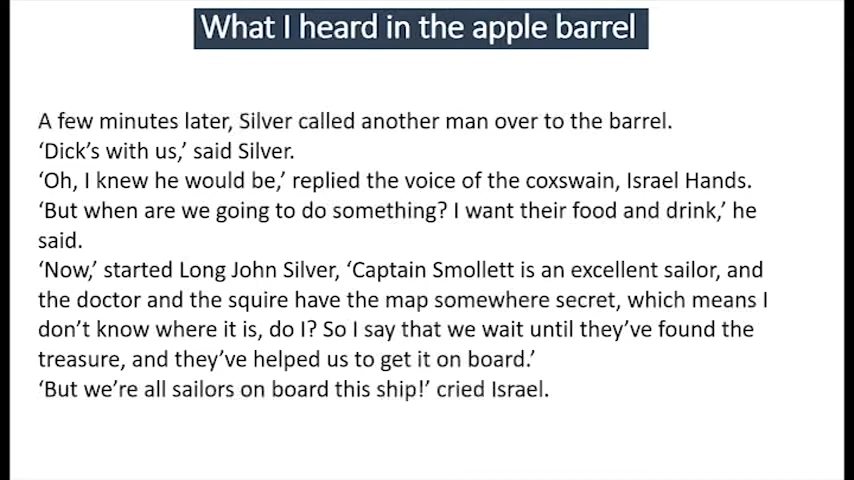 What I heard in the apple barrel
A few minutes later, Silver called another man over to the barrel.
‘Dick’s with us,’ said Silver.
‘Oh, I knew he would be,’ replied the voice of the coxswain, Israel Hands.
‘But when are we going to do something? I want their food and drink,’ he
said.
‘Now,’ started Long John Silver, ‘Captain Smollett is an excellent sailor, and
the doctor and the squire have the map somewhere secret, which means I
don’t know where it is, do I? So I say that we wait until they’ve found the
treasure, and they’ve helped us to get it on board.’
‘But we’re all sailors on board this ship!’ cried Israel.